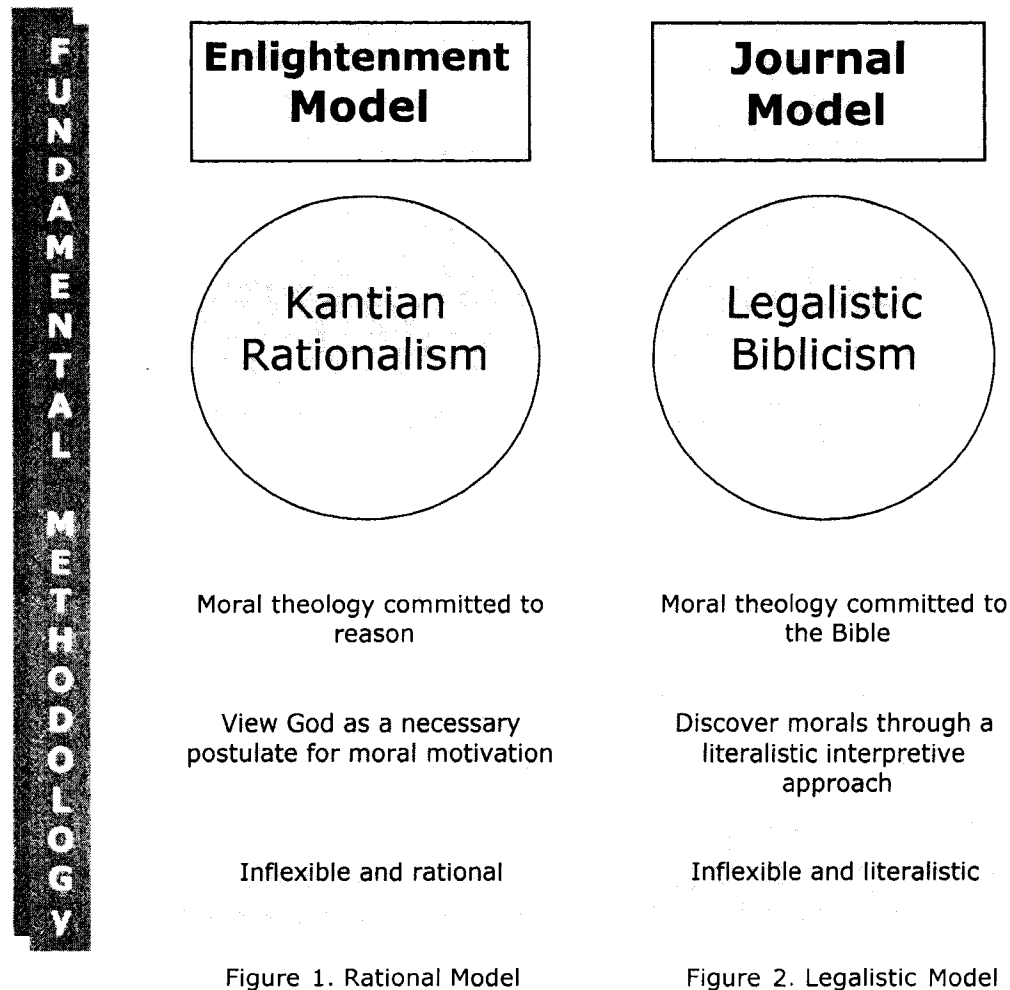 FUNDAMENTAL METHODOLOGY
Enlightenment
Model
Kantian
Rationalism
Moral theology committed to
reason
View God as a necessary
postulate for moral motivation
Inflexible and rational
Figure 1. Rational Model
Journal
Model
Legalistic
Biblicism
Moral theology committed to
the Bible
Discover morals through a
literalistic interpretive
approach
Inflexible and literalistic
Figure 2. Legalistic Model